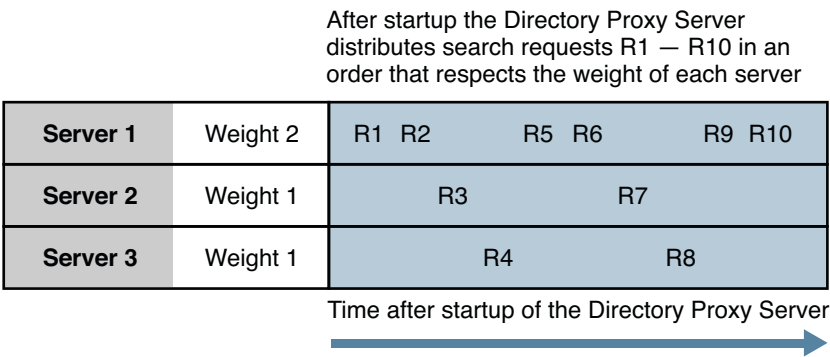 After startup the Directory Proxy Server
distributes search requests R1 — R10 in an
order that respects the weight of each server
Server 1 Weight 2 R1 R2 R5 R6 R9 R10
Server 2 Weight 1 R3 R7
Server 3 Weight 1 R4 R8
Time after startup of the Directory Proxy Server